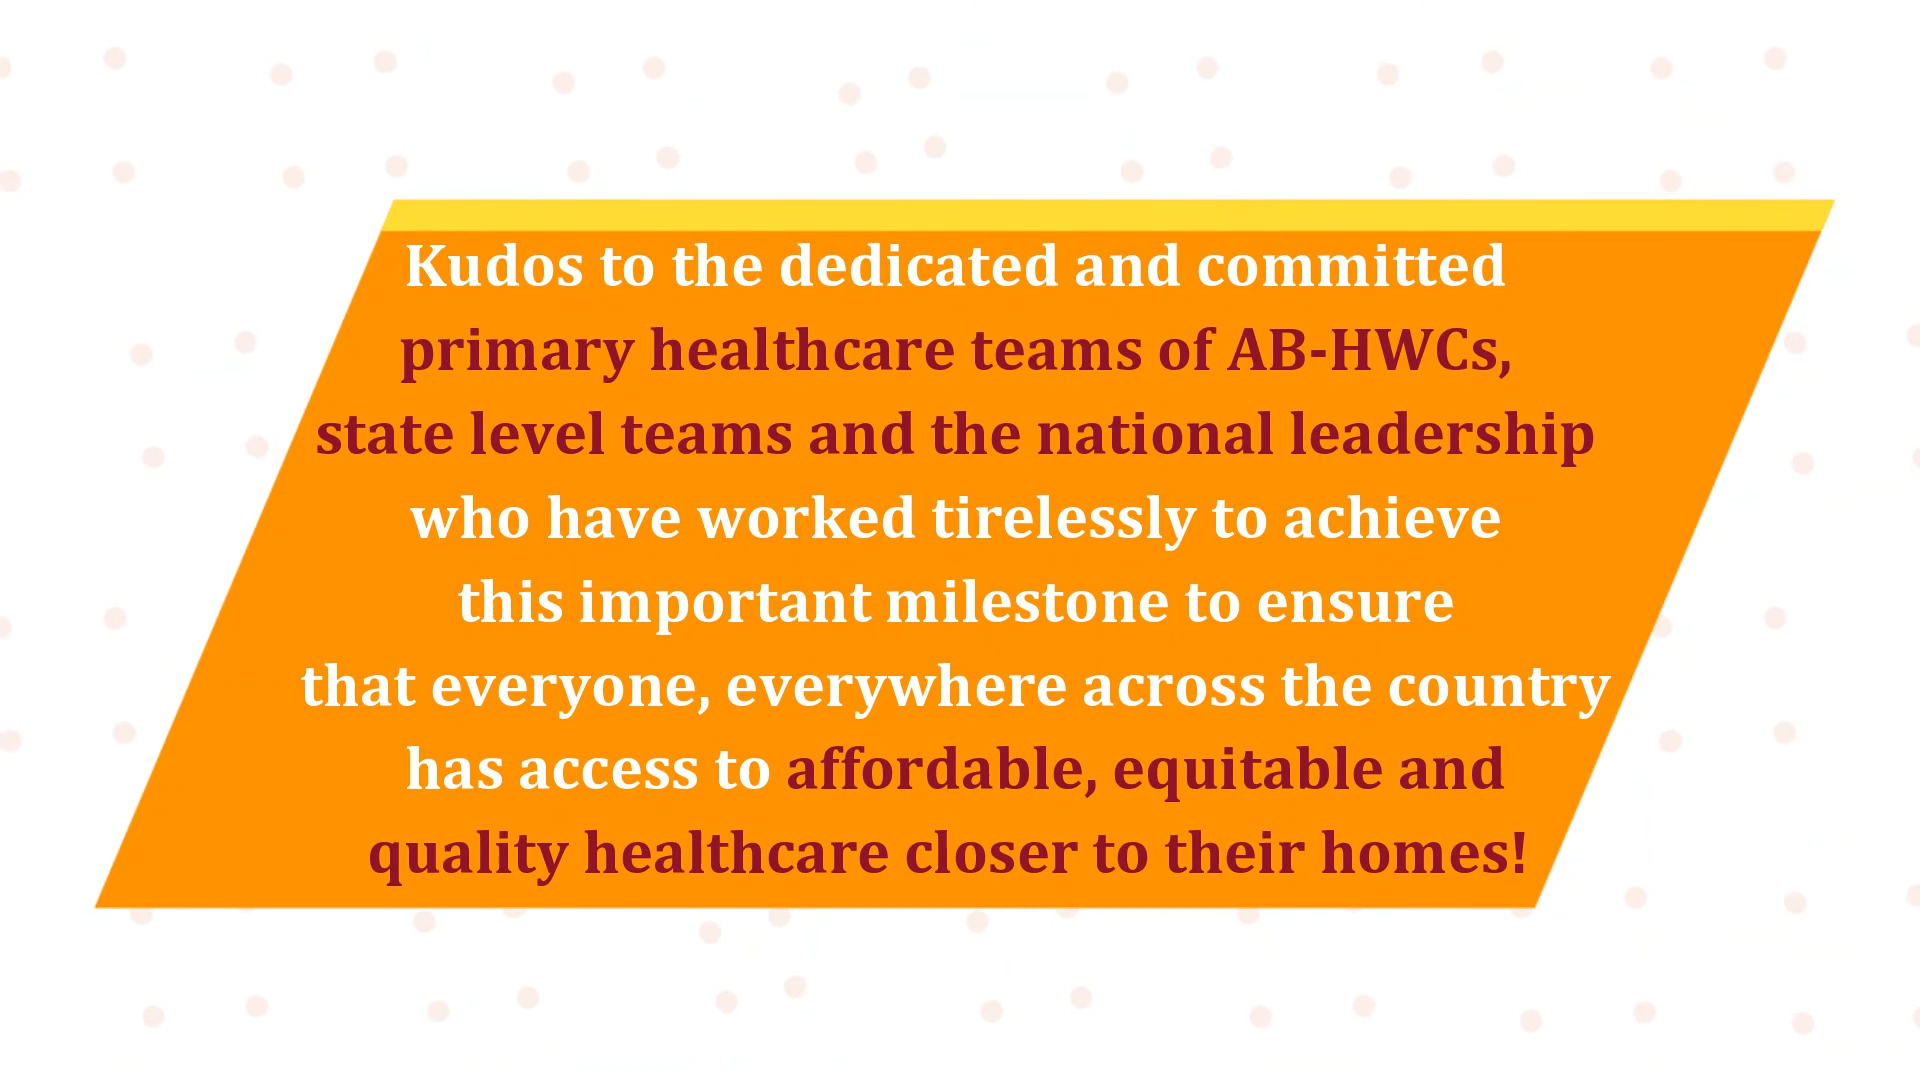 Kudos to the dedicated and committed
primary healthcare teams of AB-HWCs,
state level teams and the national leadership
who have worked tirelessly to achieve
this important milestone to ensure
that everyone, everywhere across the country
has access to affordable, equitable and
quality healthcare closer to their homes!